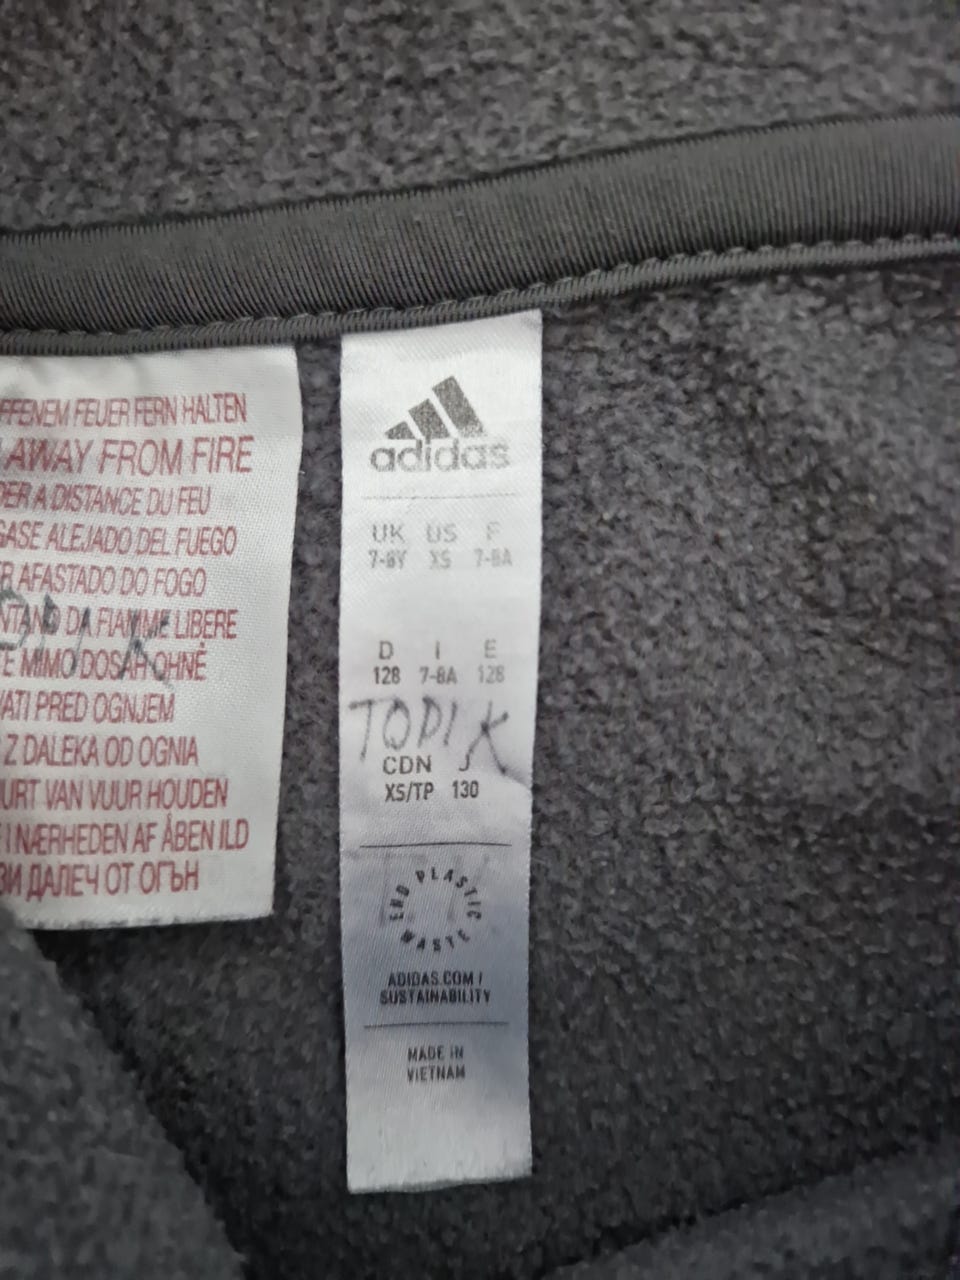 FFENEM FEUER FERN HALTEN
AWAY FROM FIRE
DER A DISTANCE DU FEU
GASE ALEJADO DEL FUEGO
R AFASTADO DO FOGO
NTANO DA FIAMME LIBERE
E MIMO DOSAH OHNĚ
VATI PRED OGNJEM
Z DALEKA OD OGNIA
URT VAN VUUR HOUDEN
I NÆRHEDEN AF ÅBEN ILD
ЗИ ДАЛЕЧ ОТ ОГЪН
adidas
UK US F
7-8Y XS 7-8A
D I E
128 7-8A 128
TOPIK
CDN J
XS/TP 130
END PLASTIC WASTE
ADIDAS.COM/
SUSTAINABILITY
MADE IN
VIETNAM